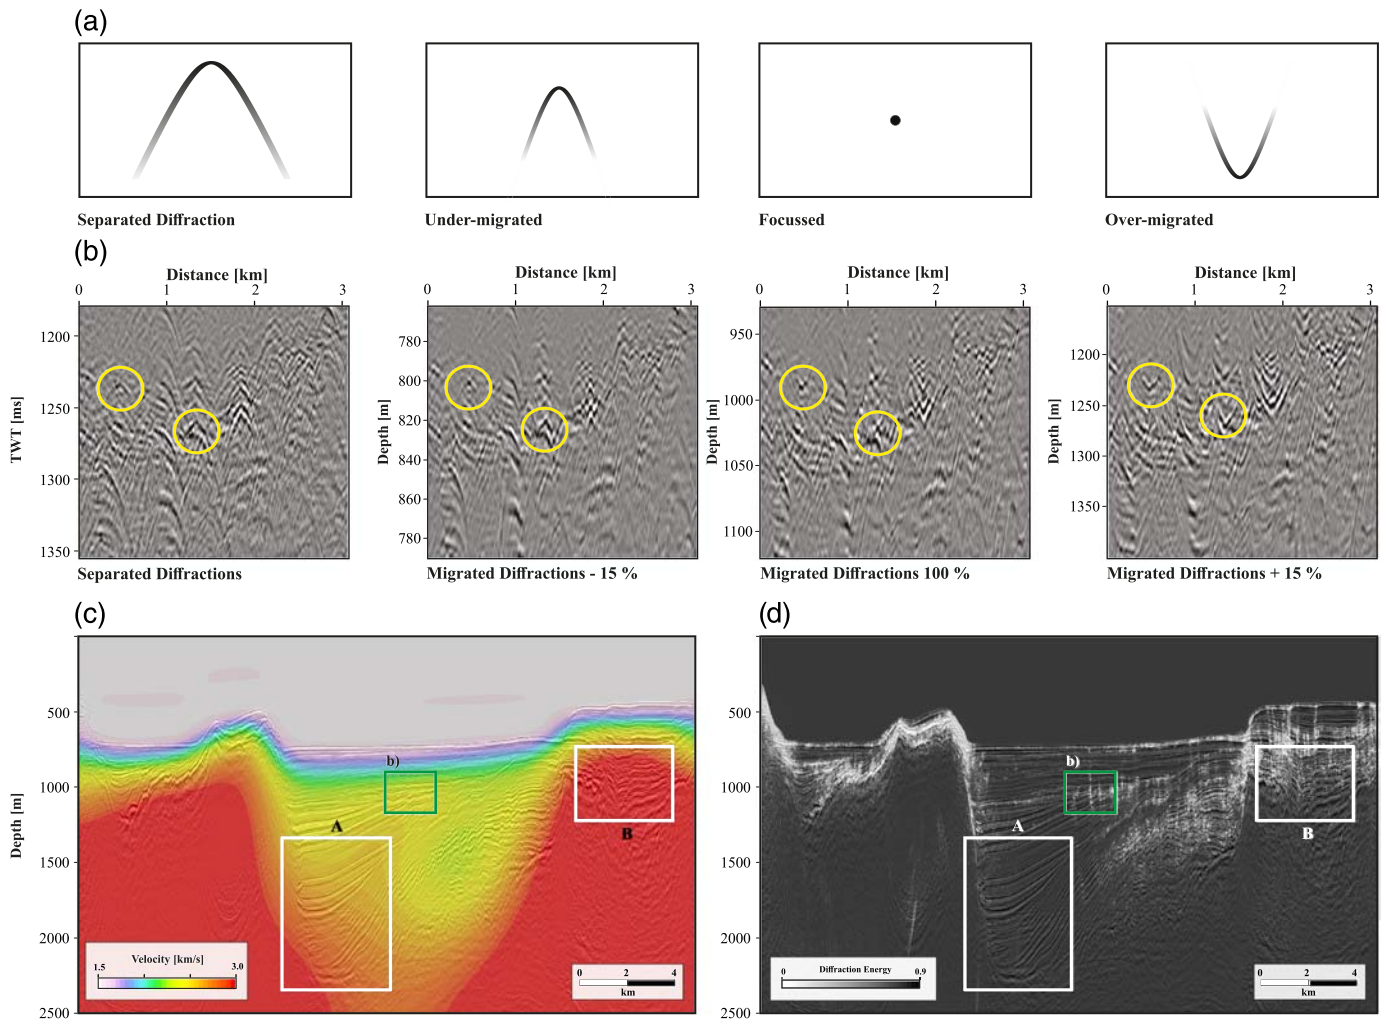 (a)
Separated Diffraction
Under-migrated
Focussed
Over-migrated
(b)
Distance [km]
Distance [km]
Distance [km]
Distance [km]
0 1 2 3
0 1 2 3
0 1 2 3
0 1 2 3
TWT [ms]
1200
1250
1300
1350
Depth [m]
780
800
820
840
860
780
Depth [m]
950
1000
1050
1100
Depth [m]
1200
1250
1300
1350
Separated Diffractions
Migrated Diffractions - 15 %
Migrated Diffractions 100 %
Migrated Diffractions + 15 %
(c)
Depth [m]
500
1000
1500
2000
2500
b)
A
B
Velocity [km/s]
1.5 3.0
0 2 4
km
(d)
500
1000
1500
2000
2500
b)
A
B
Diffraction Energy
0 0.9
0 2 4
km